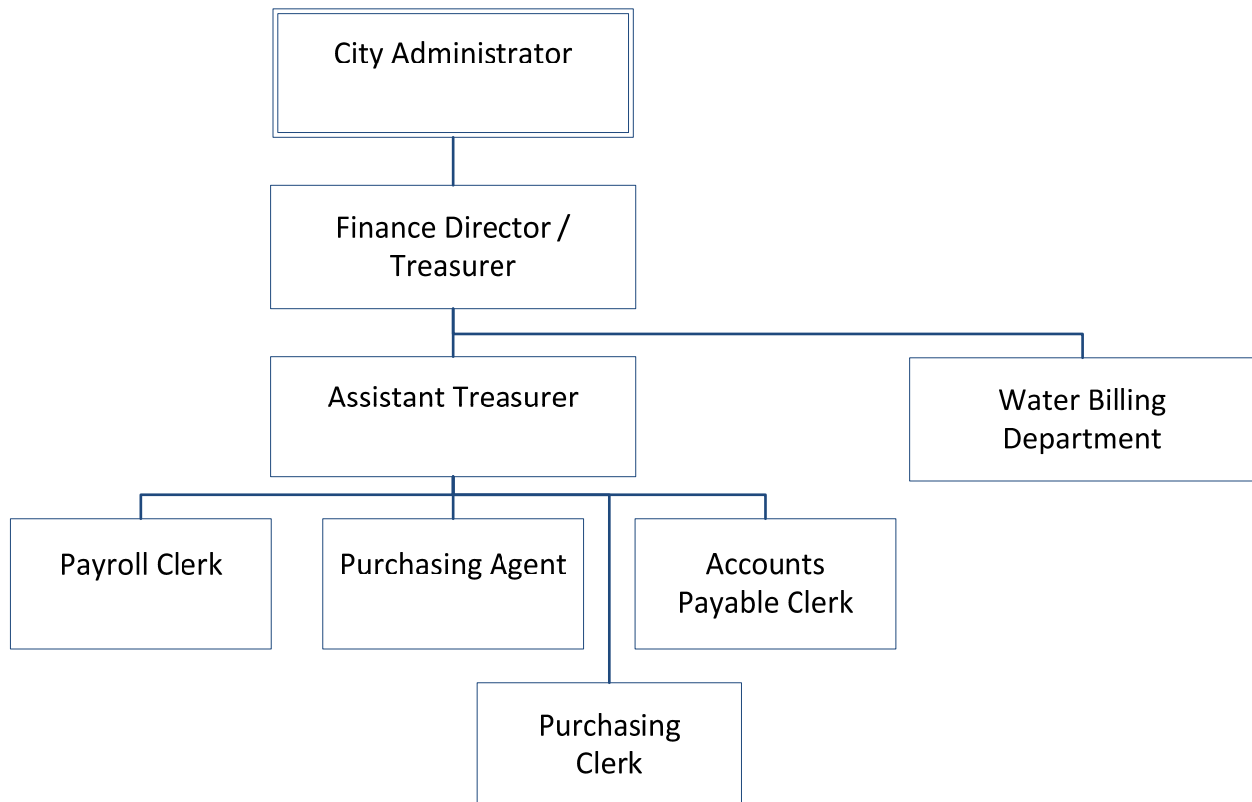 City Administrator
Finance Director /
Treasurer
Assistant Treasurer
Water Billing
Department
Payroll Clerk
Purchasing Agent
Accounts
Payable Clerk
Purchasing
Clerk